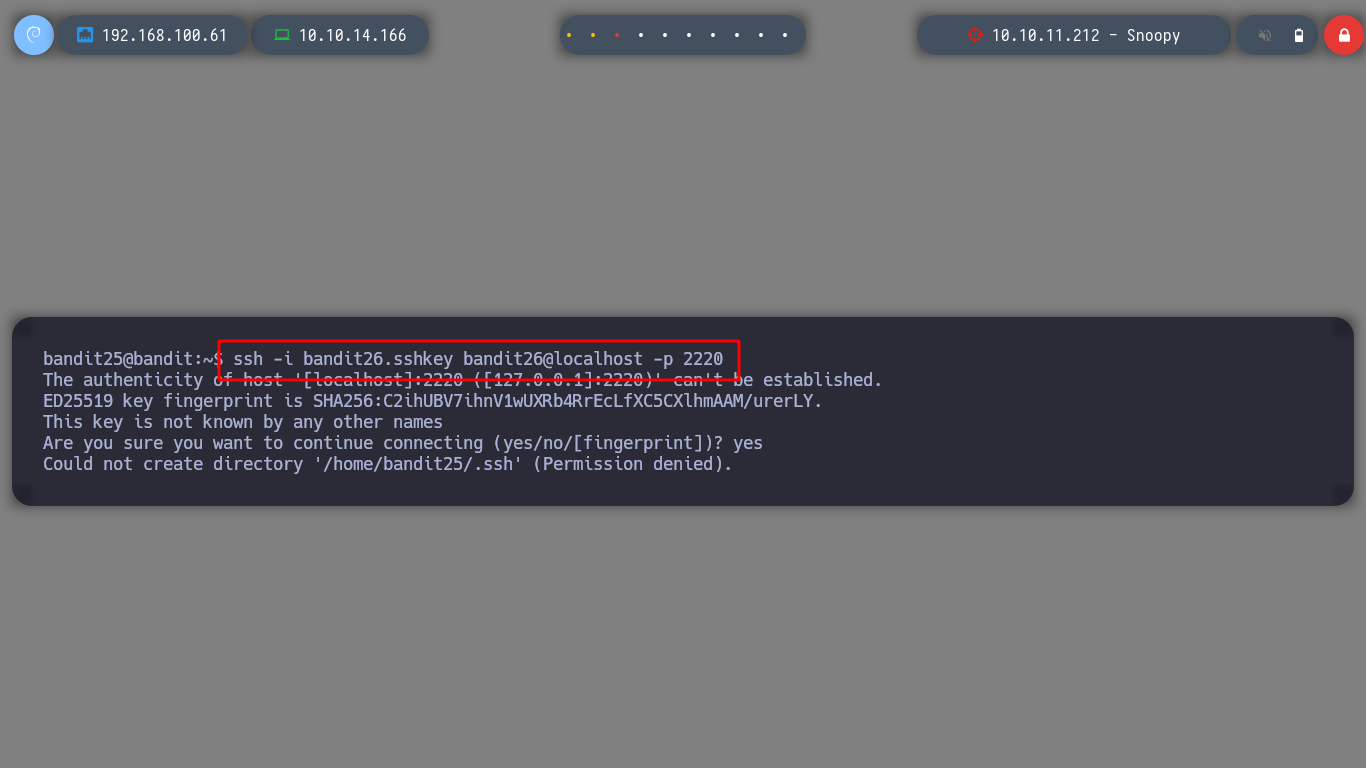 192.168.100.61
10.10.14.166
10.10.11.212 - Snoopy
bandit25@bandit:~$ ssh -i bandit26.sshkey bandit26@localhost -p 2220
The authenticity of host '[localhost]:2220 ([127.0.0.1]:2220)' can't be established.
ED25519 key fingerprint is SHA256:C2ihUBV7ihnV1wUXRb4RrEcLfXC5CXlhmAAM/urerLY.
This key is not known by any other names
Are you sure you want to continue connecting (yes/no/[fingerprint])? yes
Could not create directory '/home/bandit25/.ssh' (Permission denied).